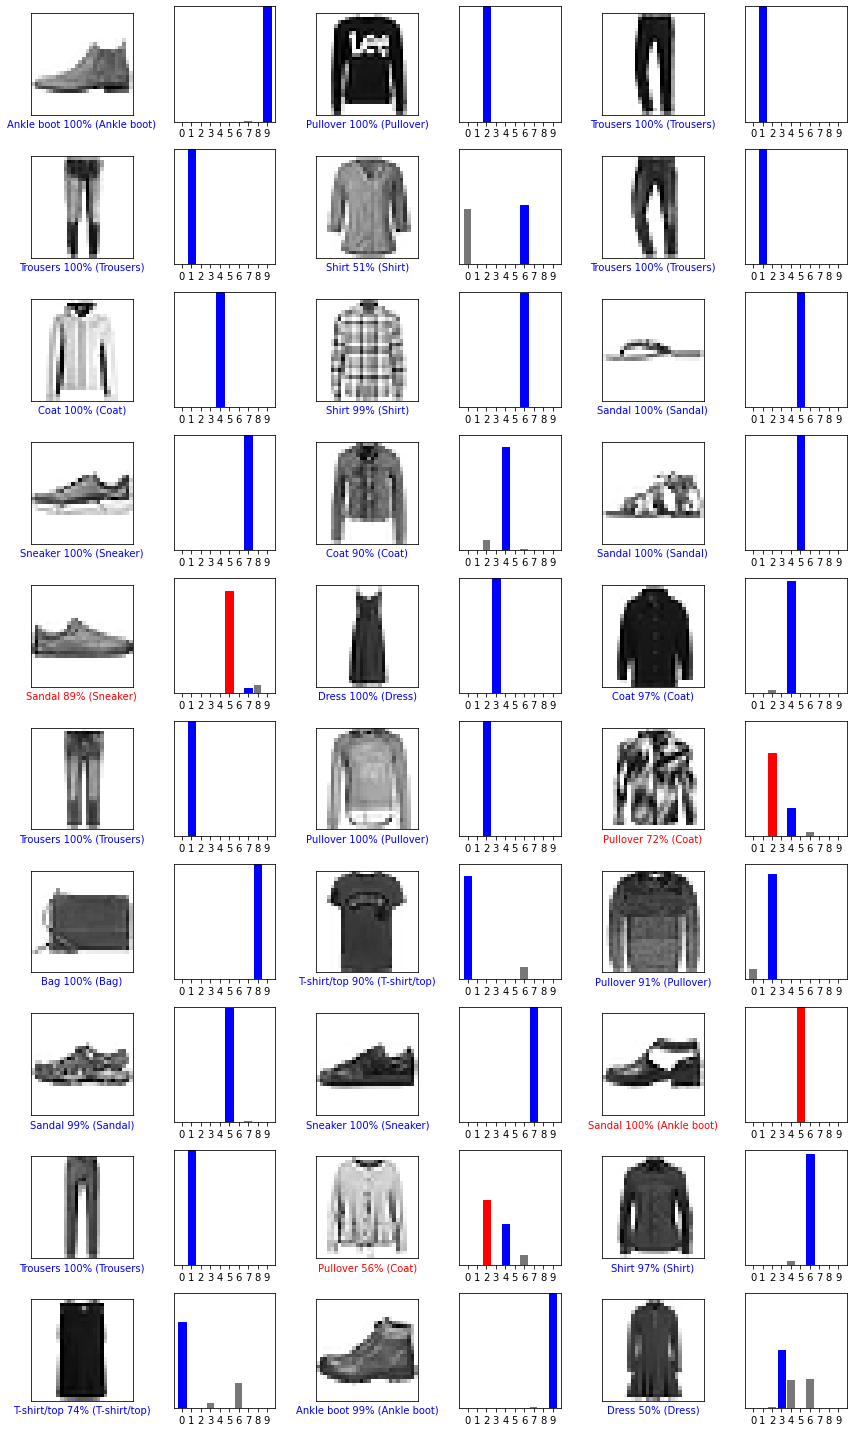 Lee
0 1 2 3 4 5 6 7 8 9
0 1 2 3 4 5 6 7 8 9
0 1 2 3 4 5 6 7 8 9
Ankle boot 100% (Ankle boot)
Pullover 100% (Pullover)
Trousers 100% (Trousers)
0 1 2 3 4 5 6 7 8 9
0 1 2 3 4 5 6 7 8 9
0 1 2 3 4 5 6 7 8 9
Trousers 100% (Trousers)
Shirt 51% (Shirt)
Trousers 100% (Trousers)
0 1 2 3 4 5 6 7 8 9
0 1 2 3 4 5 6 7 8 9
0 1 2 3 4 5 6 7 8 9
Coat 100% (Coat)
Shirt 99% (Shirt)
Sandal 100% (Sandal)
0 1 2 3 4 5 6 7 8 9
0 1 2 3 4 5 6 7 8 9
0 1 2 3 4 5 6 7 8 9
Sneaker 100% (Sneaker)
Coat 90% (Coat)
Sandal 100% (Sandal)
0 1 2 3 4 5 6 7 8 9
0 1 2 3 4 5 6 7 8 9
0 1 2 3 4 5 6 7 8 9
Sandal 89% (Sneaker)
Dress 100% (Dress)
Coat 97% (Coat)
0 1 2 3 4 5 6 7 8 9
0 1 2 3 4 5 6 7 8 9
0 1 2 3 4 5 6 7 8 9
Trousers 100% (Trousers)
Pullover 100% (Pullover)
Pullover 72% (Coat)
0 1 2 3 4 5 6 7 8 9
0 1 2 3 4 5 6 7 8 9
0 1 2 3 4 5 6 7 8 9
Bag 100% (Bag)
T-shirt/top 90% (T-shirt/top)
Pullover 91% (Pullover)
0 1 2 3 4 5 6 7 8 9
0 1 2 3 4 5 6 7 8 9
0 1 2 3 4 5 6 7 8 9
Sandal 99% (Sandal)
Sneaker 100% (Sneaker)
Sandal 100% (Ankle boot)
0 1 2 3 4 5 6 7 8 9
0 1 2 3 4 5 6 7 8 9
0 1 2 3 4 5 6 7 8 9
Trousers 100% (Trousers)
Pullover 56% (Coat)
Shirt 97% (Shirt)
0 1 2 3 4 5 6 7 8 9
0 1 2 3 4 5 6 7 8 9
0 1 2 3 4 5 6 7 8 9
T-shirt/top 74% (T-shirt/top)
Ankle boot 99% (Ankle boot)
Dress 50% (Dress)